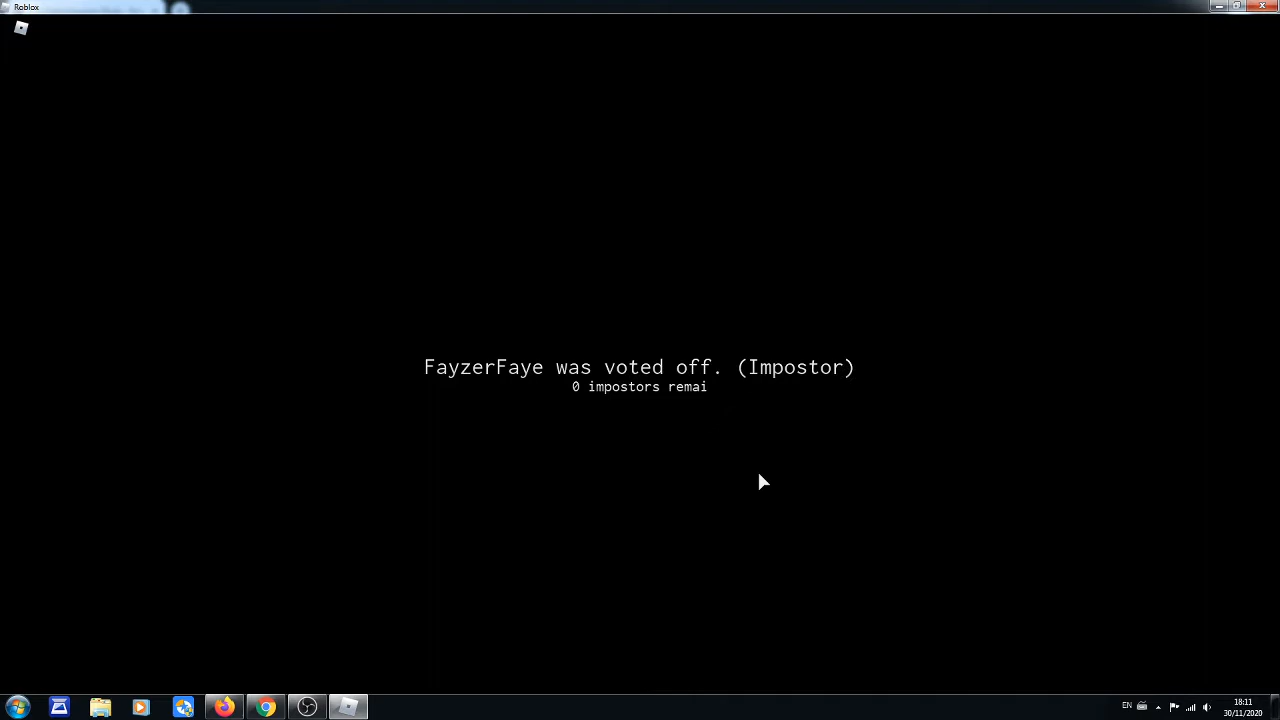 Roblox
FayzerFaye was voted off. (Impostor)
0 impostors remai
EN
18:11
30/11/2020